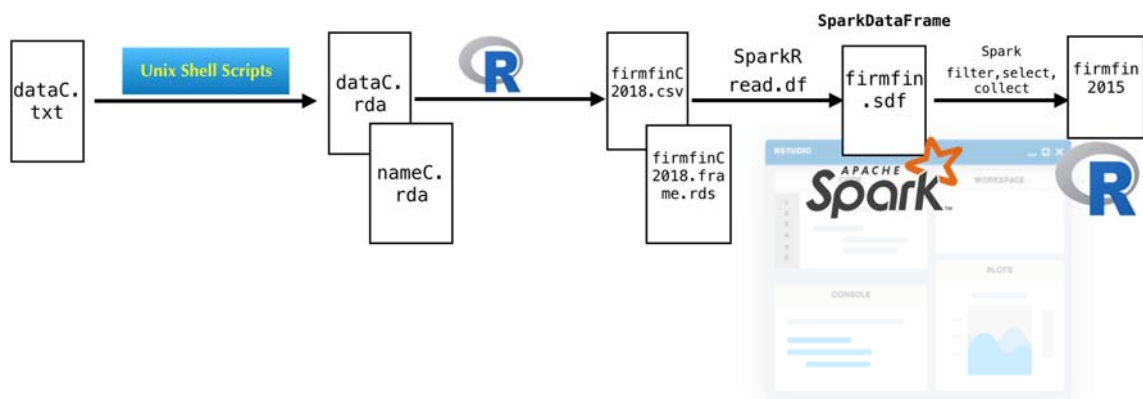 SparkDataFrame
dataC.
txt
Unix Shell Scripts
dataC.
rda
nameC.
rda
R
firmfinC
2018.csv
firmfinC
2018.fra
me.rds
SparkR
read.df
firmfin
.sdf
Spark
filter,select,
collect
firmfin
2015
RSTUDIO
WORKSPACE
APACHE
Spark
TM
R
PLOTS
CONSOLE